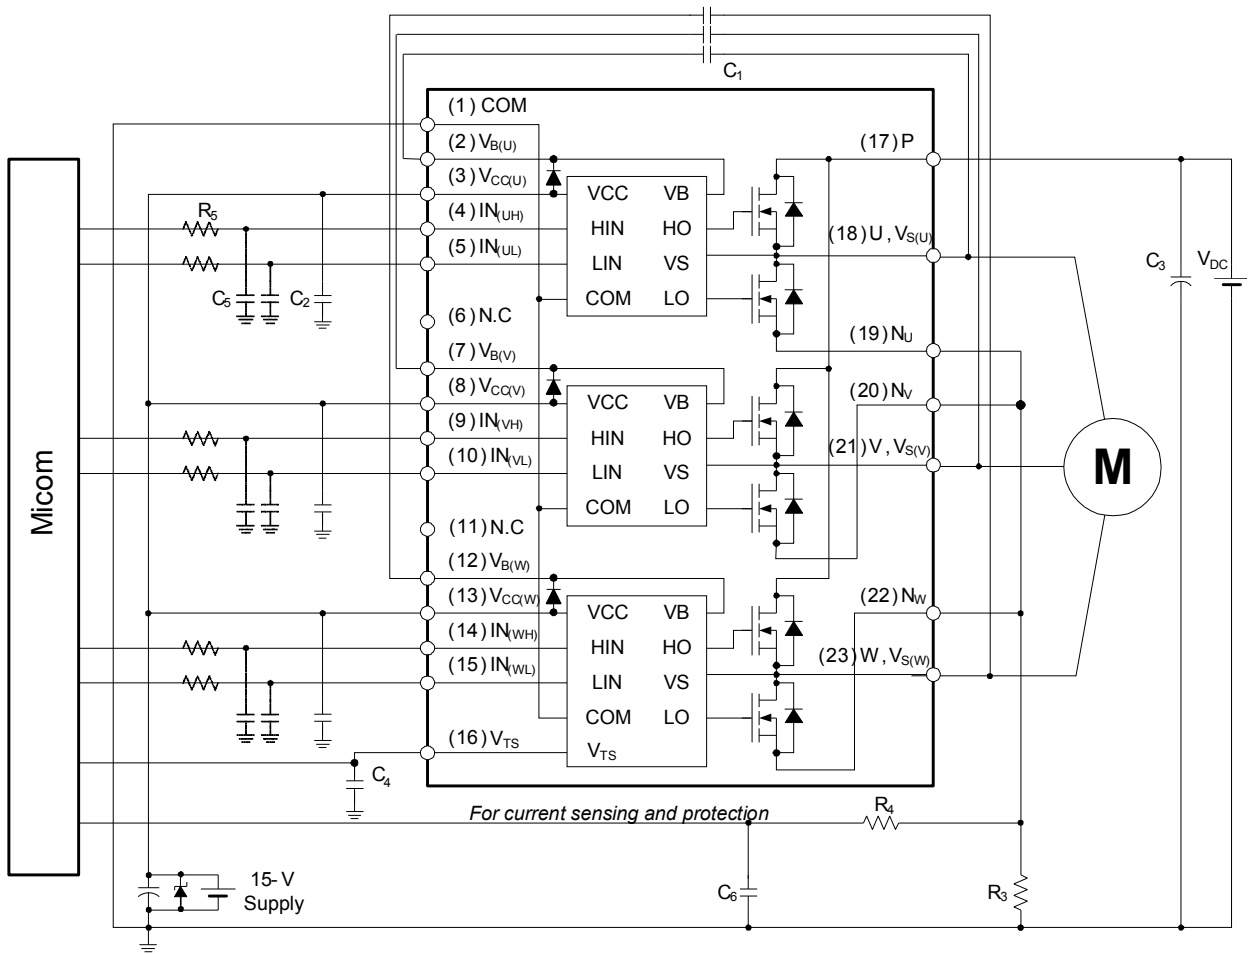 C1
(1) COM
(2) VB(U)
(3) VCC(U)
(4) IN(UH)
(5) IN(UL)
(6) N.C
(7) VB(V)
(8) VCC(V)
(9) IN(VH)
(10) IN(VL)
(11) N.C
(12) VB(W)
(13) VCC(W)
(14) IN(WH)
(15) IN(WL)
(16) VTS
VCC VB
HIN HO
LIN VS
COM LO
VCC VB
HIN HO
LIN VS
COM LO
VCC VB
HIN HO
LIN VS
COM LO
VTS
(17) P
(18) U, VS(U)
(19) NU
(20) NV
(21) V, VS(V)
(22) NW
(23) W, VS(W)
Micom
R5
C5
C2
C4
C3
VDC
M
For current sensing and protection
R4
C6
R3
15-V
Supply